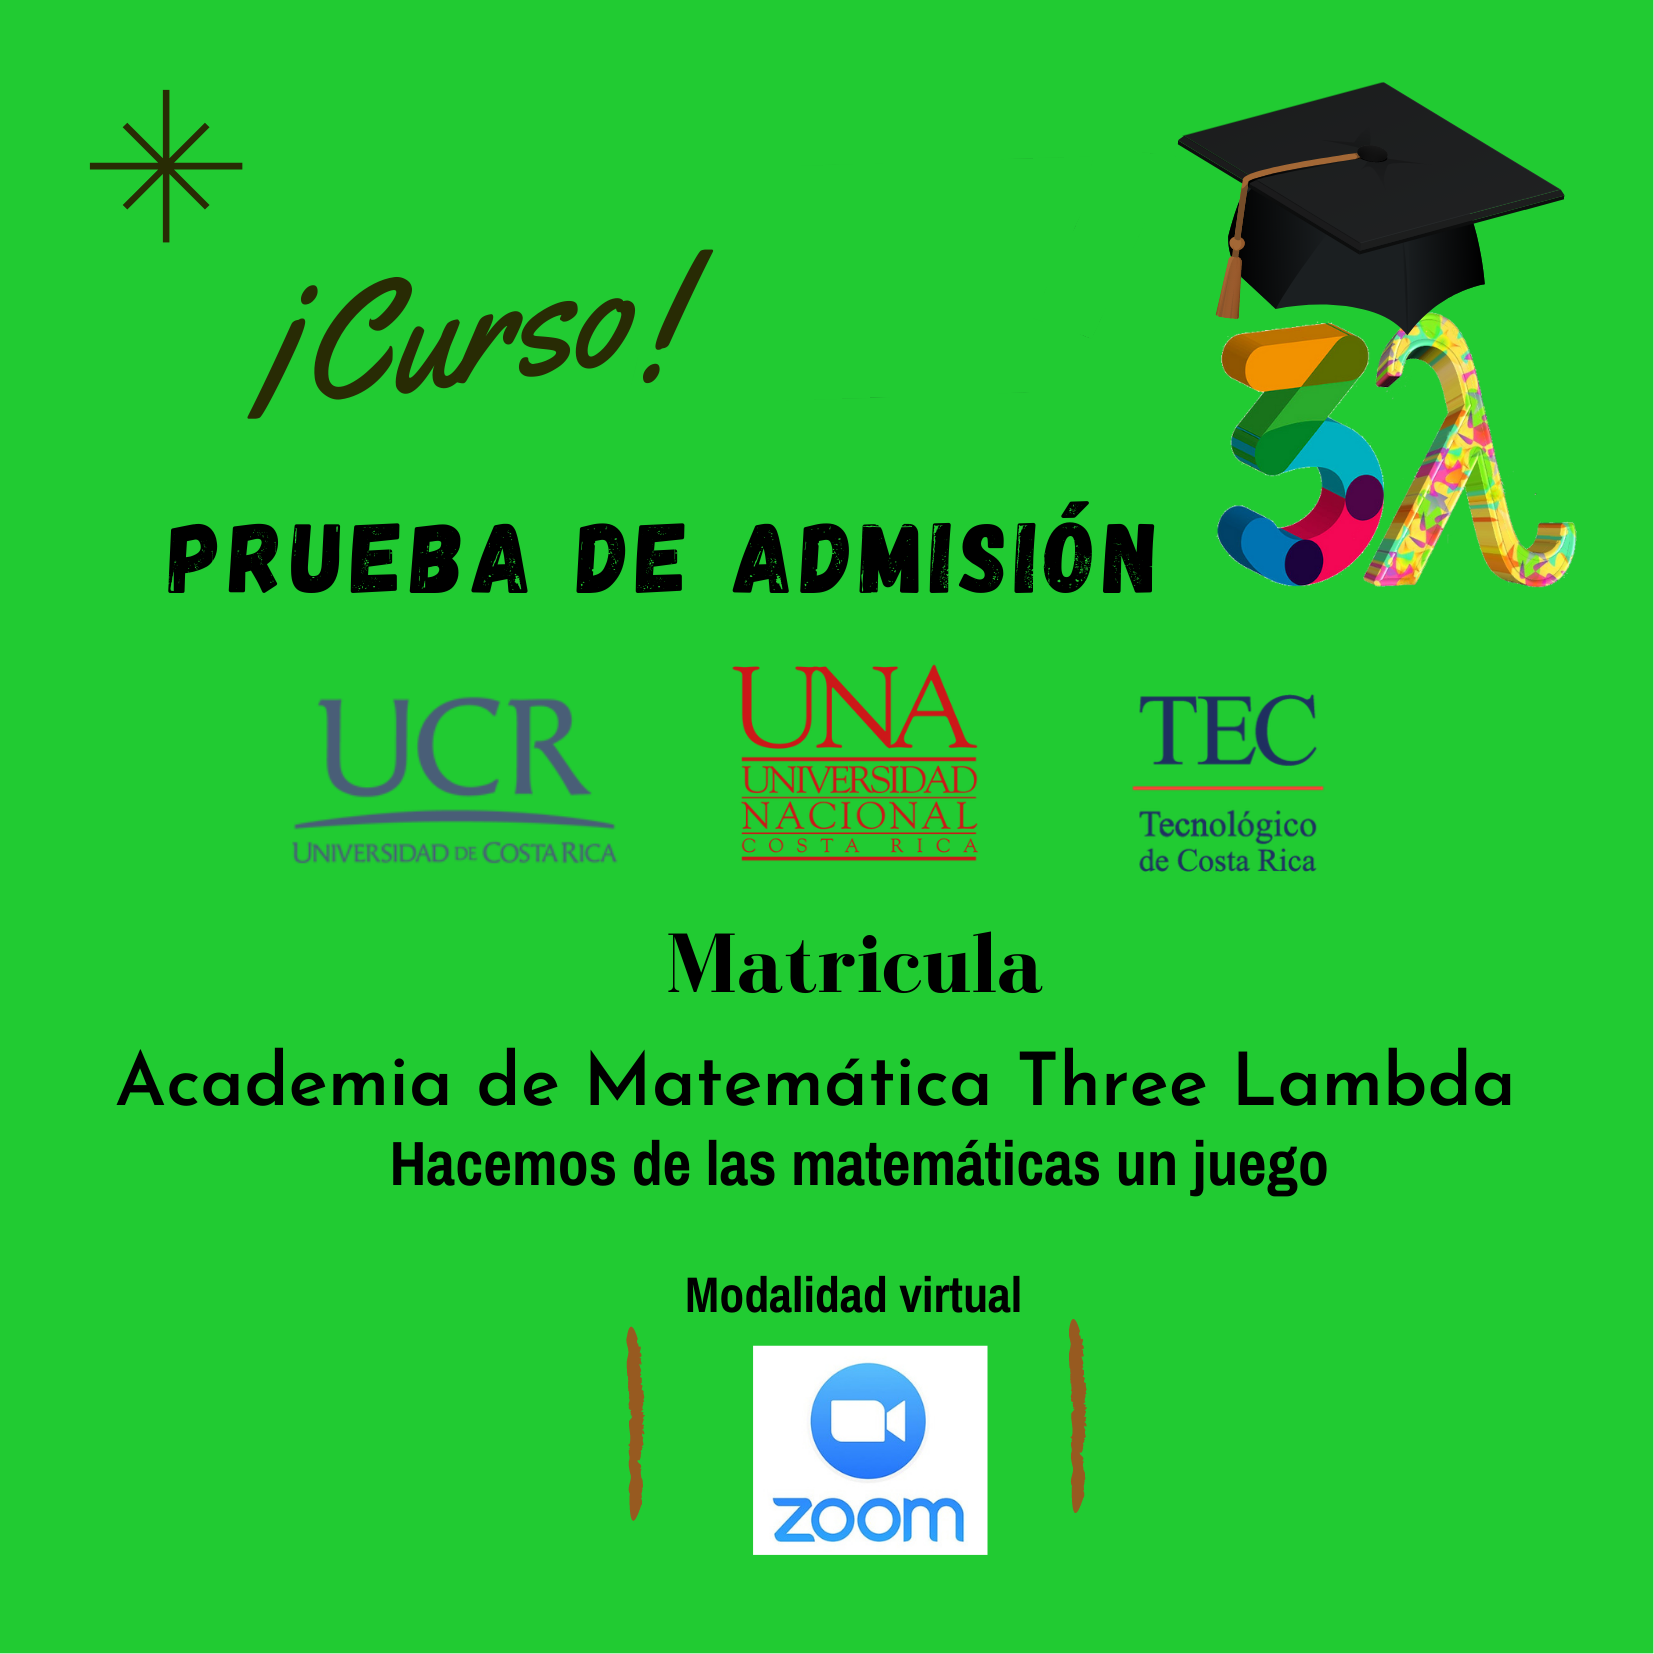 ¡Curso!
3λ
PRUEBA DE ADMISIÓN
UCR
UNIVERSIDAD DE COSTA RICA
UNA
UNIVERSIDAD
NACIONAL
COSTA RICA
TEC
Tecnológico
de Costa Rica
Matricula
Academia de Matemática Three Lambda
Hacemos de las matemáticas un juego
Modalidad virtual
zoom